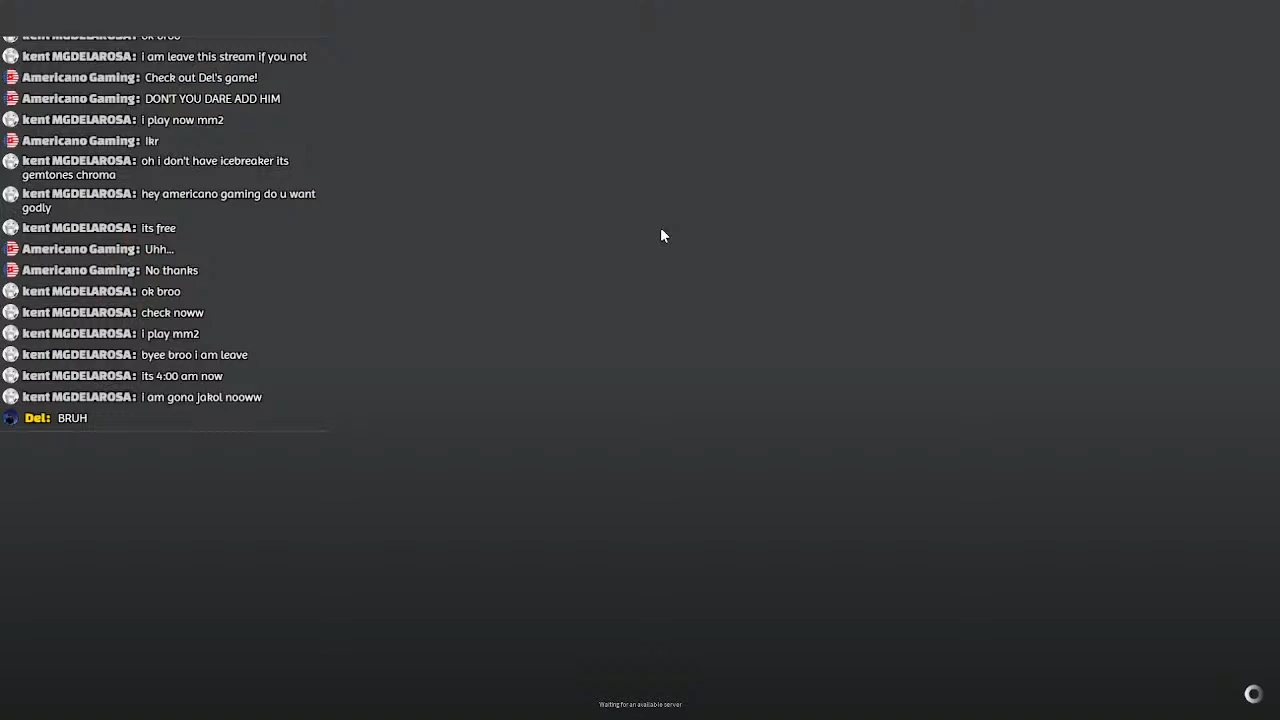 kent MGDELAROSA: ok broo
kent MGDELAROSA: i am leave this stream if you not
Americano Gaming: Check out Del's game!
Americano Gaming: DON'T YOU DARE ADD HIM
kent MGDELAROSA: i play now mm2
Americano Gaming: Ikr
kent MGDELAROSA: oh i don't have icebreaker its
gemtones chroma
kent MGDELAROSA: hey americano gaming do u want
godly
kent MGDELAROSA: its free
Americano Gaming: Uhh...
Americano Gaming: No thanks
kent MGDELAROSA: ok broo
kent MGDELAROSA: check noww
kent MGDELAROSA: i play mm2
kent MGDELAROSA: byee broo i am leave
kent MGDELAROSA: its 4:00 am now
kent MGDELAROSA: i am gona jakol nooww
Del: BRUH
Waiting for an available server